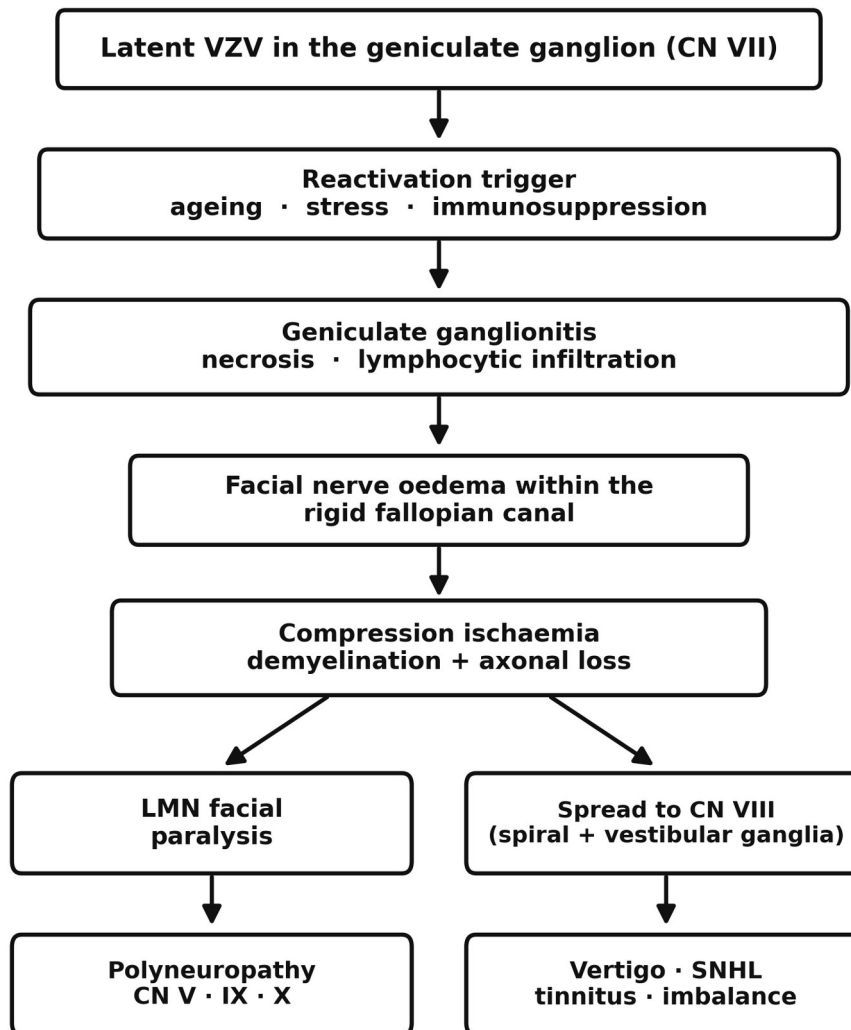 Latent VZV in the geniculate ganglion (CN VII)
Reactivation trigger
ageing · stress · immunosuppression
Geniculate ganglionitis
necrosis · lymphocytic infiltration
Facial nerve oedema within the
rigid fallopian canal
Compression ischaemia
demyelination + axonal loss
LMN facial
paralysis
Spread to CN VIII
(spiral + vestibular ganglia)
Polyneuropathy
CN V · IX · X
Vertigo · SNHL
tinnitus · imbalance